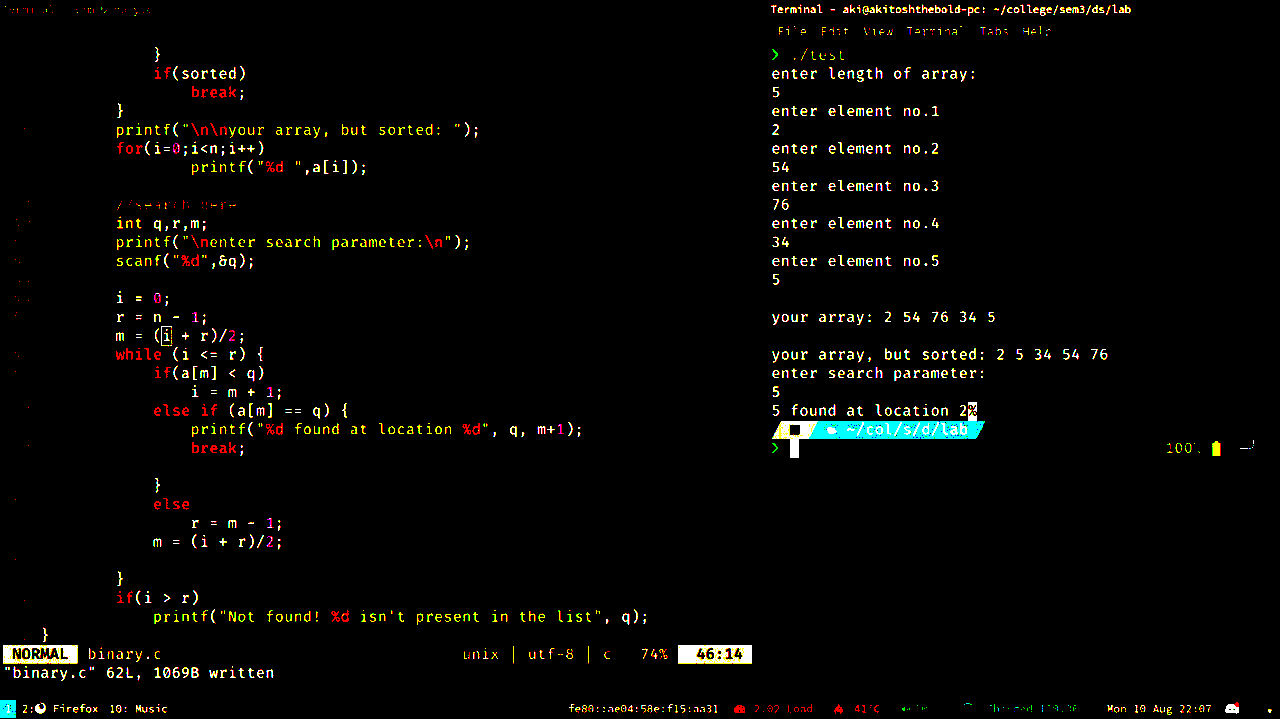 }
if(sorted)
break;
}
printf("\n\nyour array, but sorted: ");
for(i=0;i<n;i++)
printf("%d ",a[i]);
//search here
int q,r,m;
printf("\nenter search parameter:\n");
scanf("%d",&q);
i = 0;
r = n - 1;
m = (i + r)/2;
while (i <= r) {
if(a[m] < q)
i = m + 1;
else if (a[m] == q) {
printf("%d found at location %d", q, m+1);
break;
}
else
r = m - 1;
m = (i + r)/2;
}
if(i > r)
printf("Not found! %d isn't present in the list", q);
}
NORMAL binary.c unix | utf-8 | c 74% 46:14
"binary.c" 62L, 1069B written
Terminal - aki@akitoshthebold-pc: ~/college/sem3/ds/lab
File Edit View Terminal Tabs Help
❯ ./test
enter length of array:
5
enter element no.1
2
enter element no.2
54
enter element no.3
76
enter element no.4
34
enter element no.5
5
your array: 2 54 76 34 5
your array, but sorted: 2 5 34 54 76
enter search parameter:
5
5 found at location 2%
~/col/s/d/lab
❯
100%
2: Firefox 10: Music
2.02 Load 41°C
Mon 10 Aug 22:07